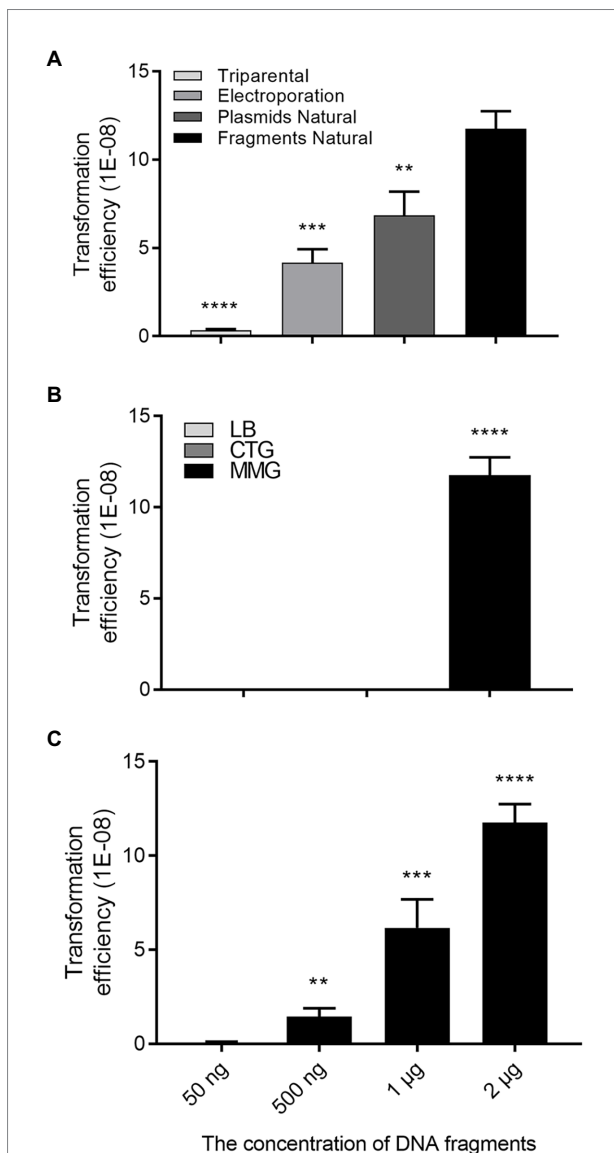 A
15
10
5
0
Transformation
efficiency (1E-08)
Triparental
Electroporation
Plasmids Natural
Fragments Natural
****
***
**
B
15
10
5
0
Transformation
efficiency (1E-08)
LB
CTG
MMG
****
C
15
10
5
0
Transformation
efficiency (1E-08)
**
***
****
50 ng
500 ng
1 µg
2 µg
The concentration of DNA fragments